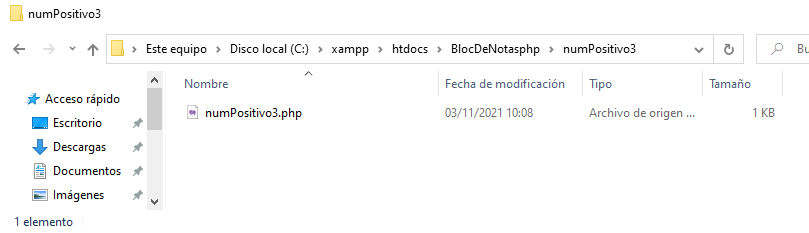 numPositivo3
Este equipo > Disco local (C:) > xampp > htdocs > BlocDeNotasphp > numPositivo3
Bu
Nombre Fecha de modificación Tipo Tamaño
Acceso rápido
numPositivo3.php 03/11/2021 10:08 Archivo de origen ... 1 KB
Escritorio
Descargas
Documentos
Imágenes
1 elemento